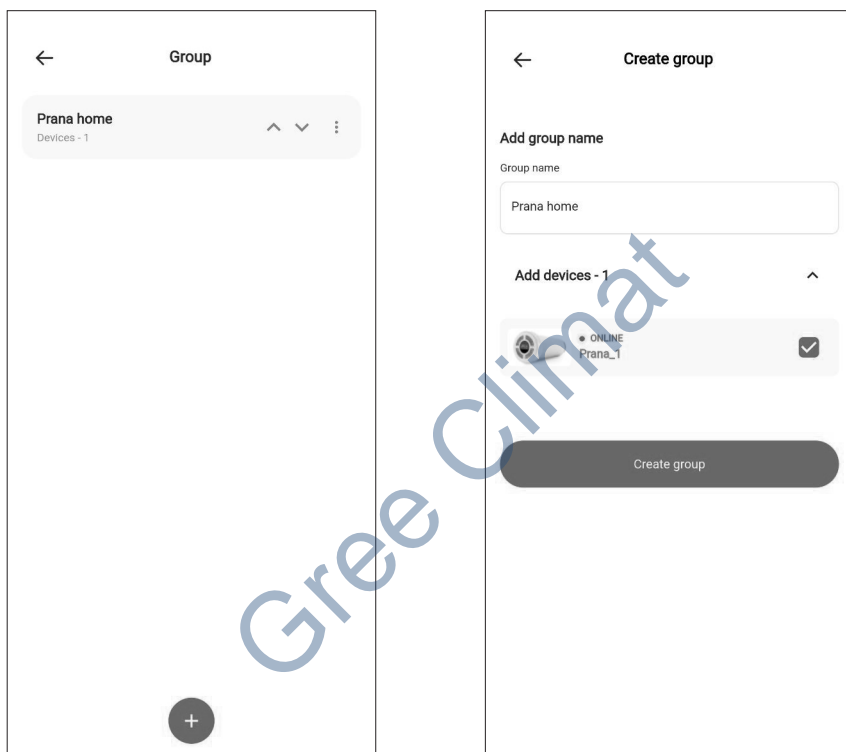 Group
Prana home
Devices - 1
Create group
Add group name
Group name
Prana home
Add devices - 1
ONLINE
Prana_1
Create group
Gree Climat